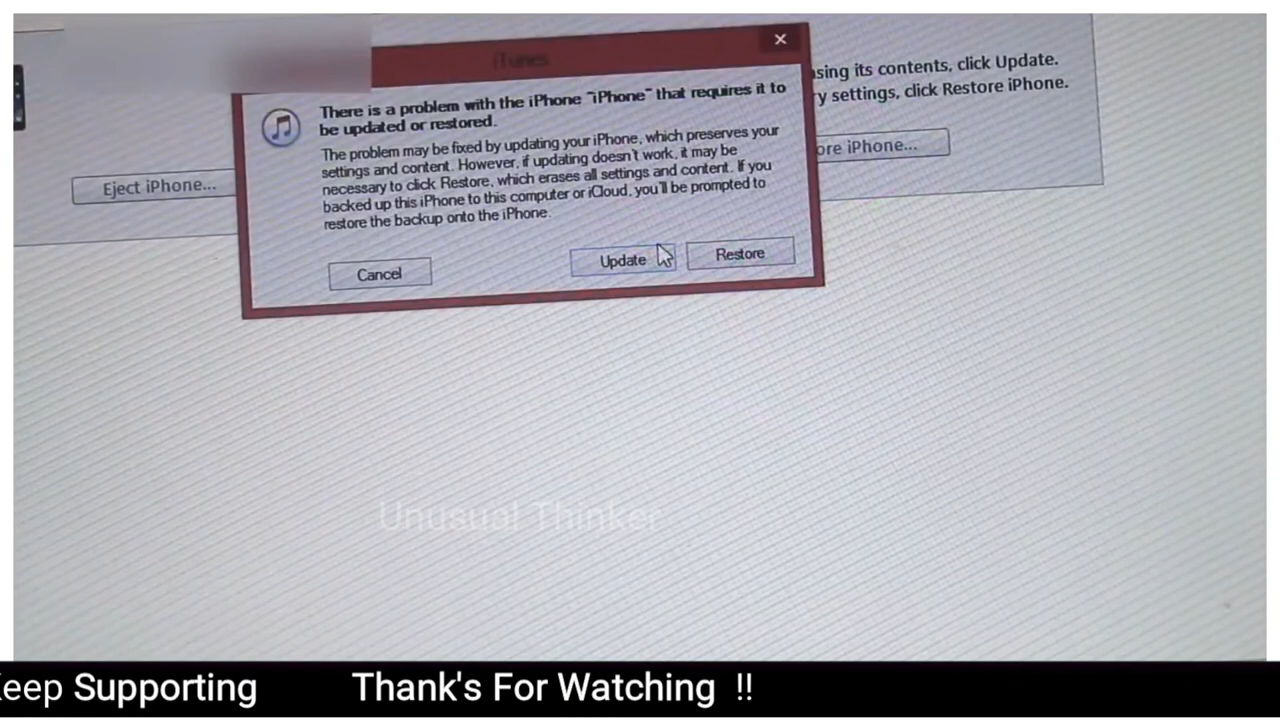 iTunes
There is a problem with the iPhone "iPhone" that requires it to
be updated or restored.
The problem may be fixed by updating your iPhone, which preserves your
settings and content. However, if updating doesn't work, it may be
necessary to click Restore, which erases all settings and content. If you
backed up this iPhone to this computer or iCloud, you'll be prompted to
restore the backup onto the iPhone.
Cancel
Update
Restore
Eject iPhone...
its contents, click Update.
settings, click Restore iPhone.
iPhone...
Unusual Thinker
Supporting Thank's For Watching !!